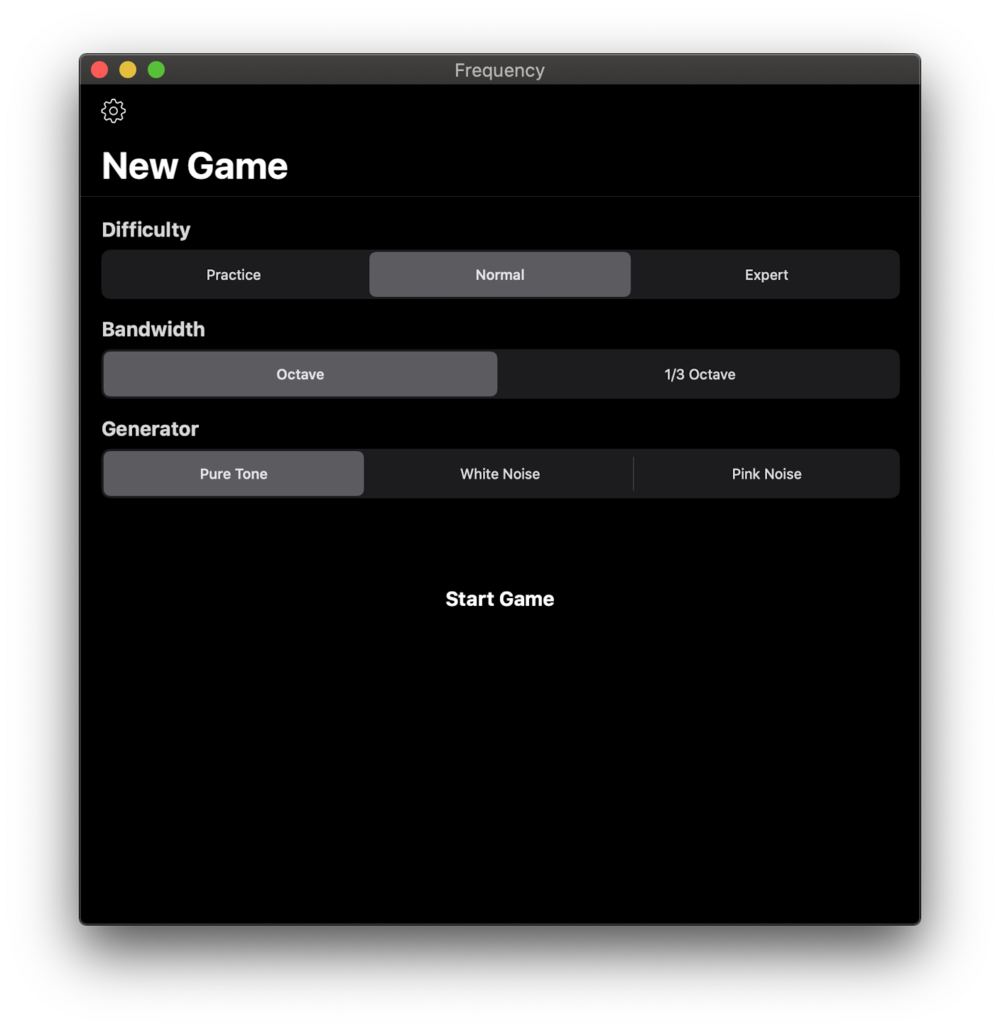 Frequency
New Game
Difficulty
Practice Normal Expert
Bandwidth
Octave 1/3 Octave
Generator
Pure Tone White Noise Pink Noise
Start Game